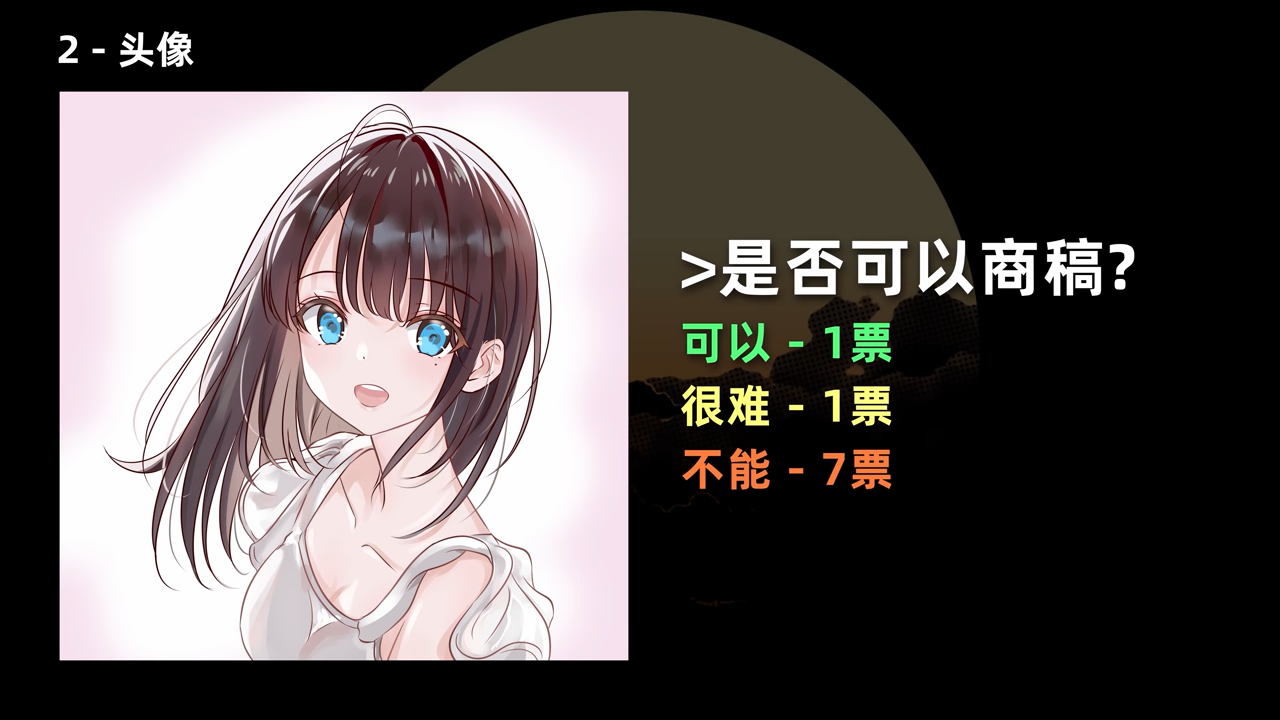 2 - 头像
>是否可以商稿?
可以 - 1票
很难 - 1票
不能 - 7票